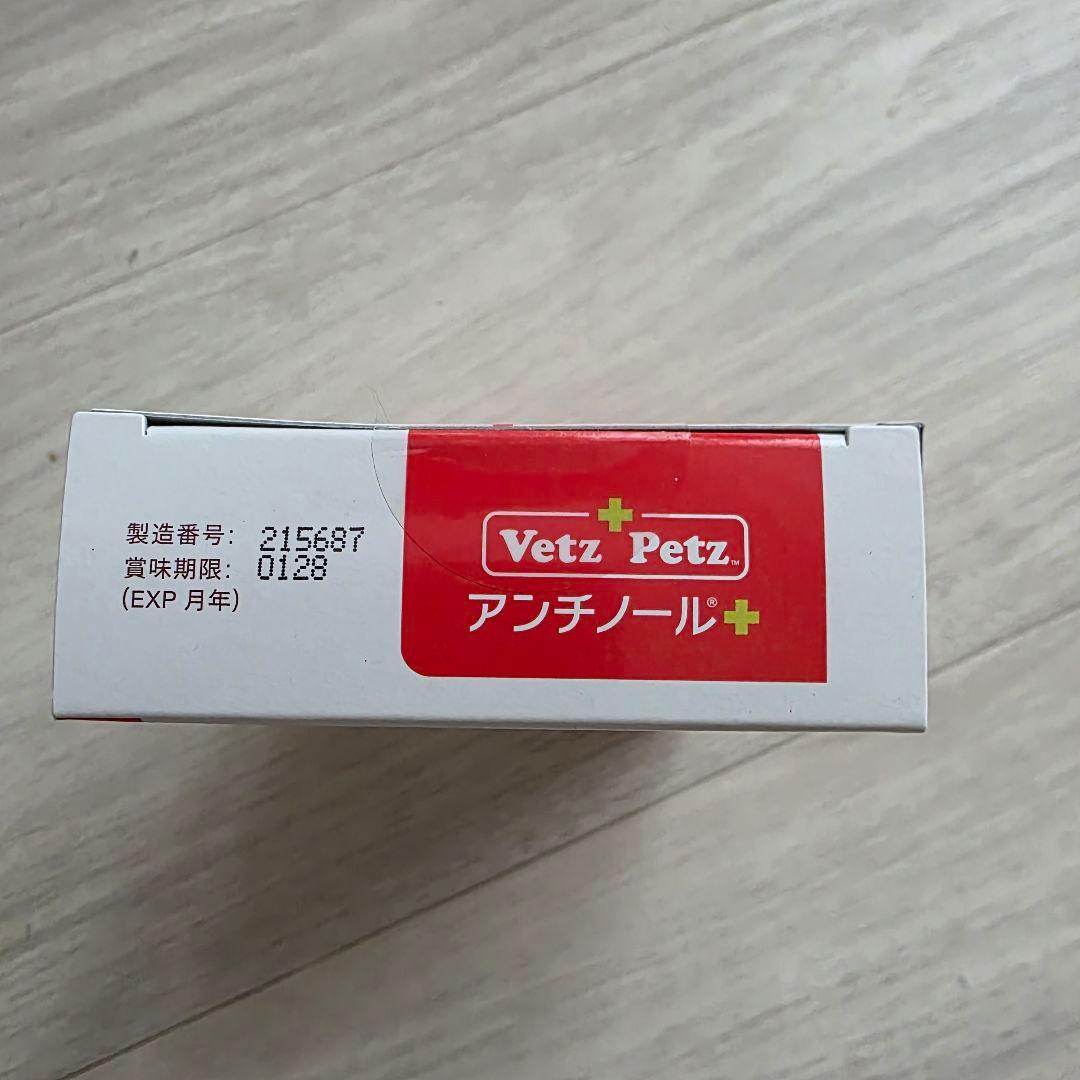 製造番号: 215687
賞味期限: 0128
(EXP 月年)
Vetz Petz™
アンチノール®